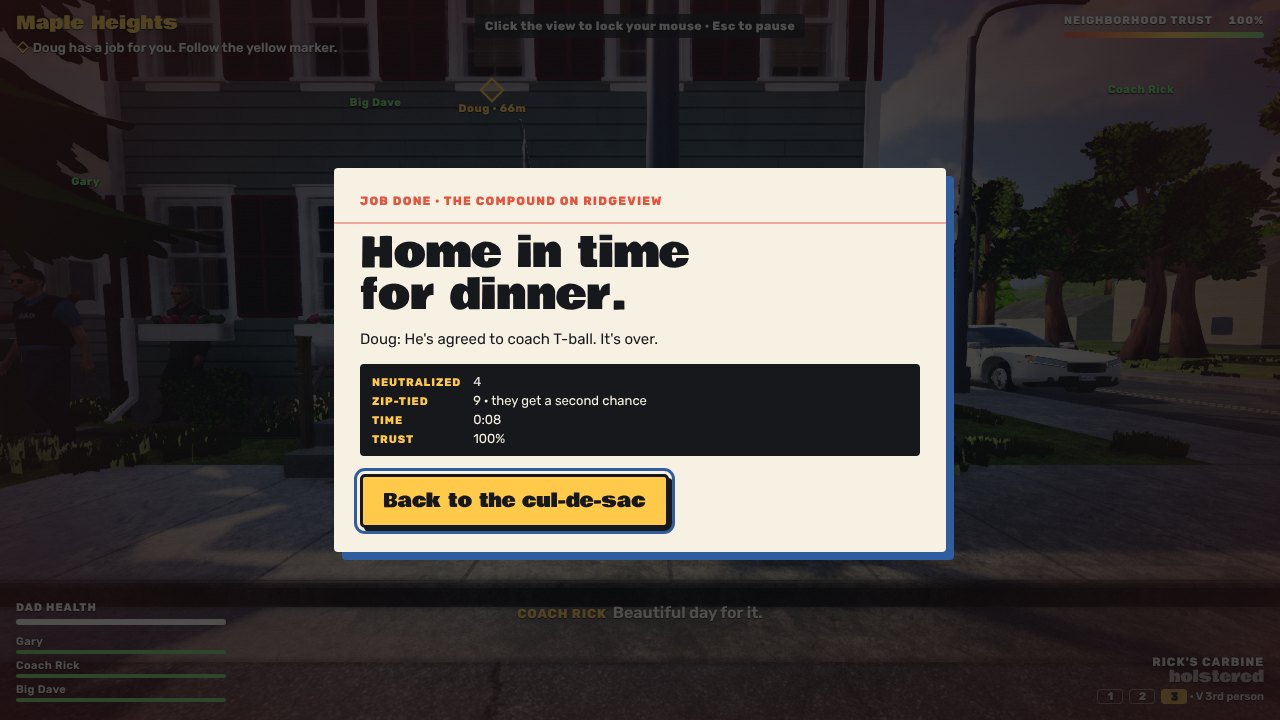 Maple Heights
Doug has a job for you. Follow the yellow marker.
Click the view to lock your mouse • Esc to pause
NEIGHBORHOOD TRUST 100%
Big Dave
Doug • 66m
Coach Rick
Gary
DAD
JOB DONE • THE COMPOUND ON RIDGEVIEW
Home in time
for dinner.
Doug: He's agreed to coach T-ball. It's over.
NEUTRALIZED 4
ZIP-TIED 9 • they get a second chance
TIME 0:08
TRUST 100%
Back to the cul-de-sac
COACH RICK Beautiful day for it.
DAD HEALTH
Gary
Coach Rick
Big Dave
RICK'S CARBINE
holstered
1 2 3 • V 3rd person